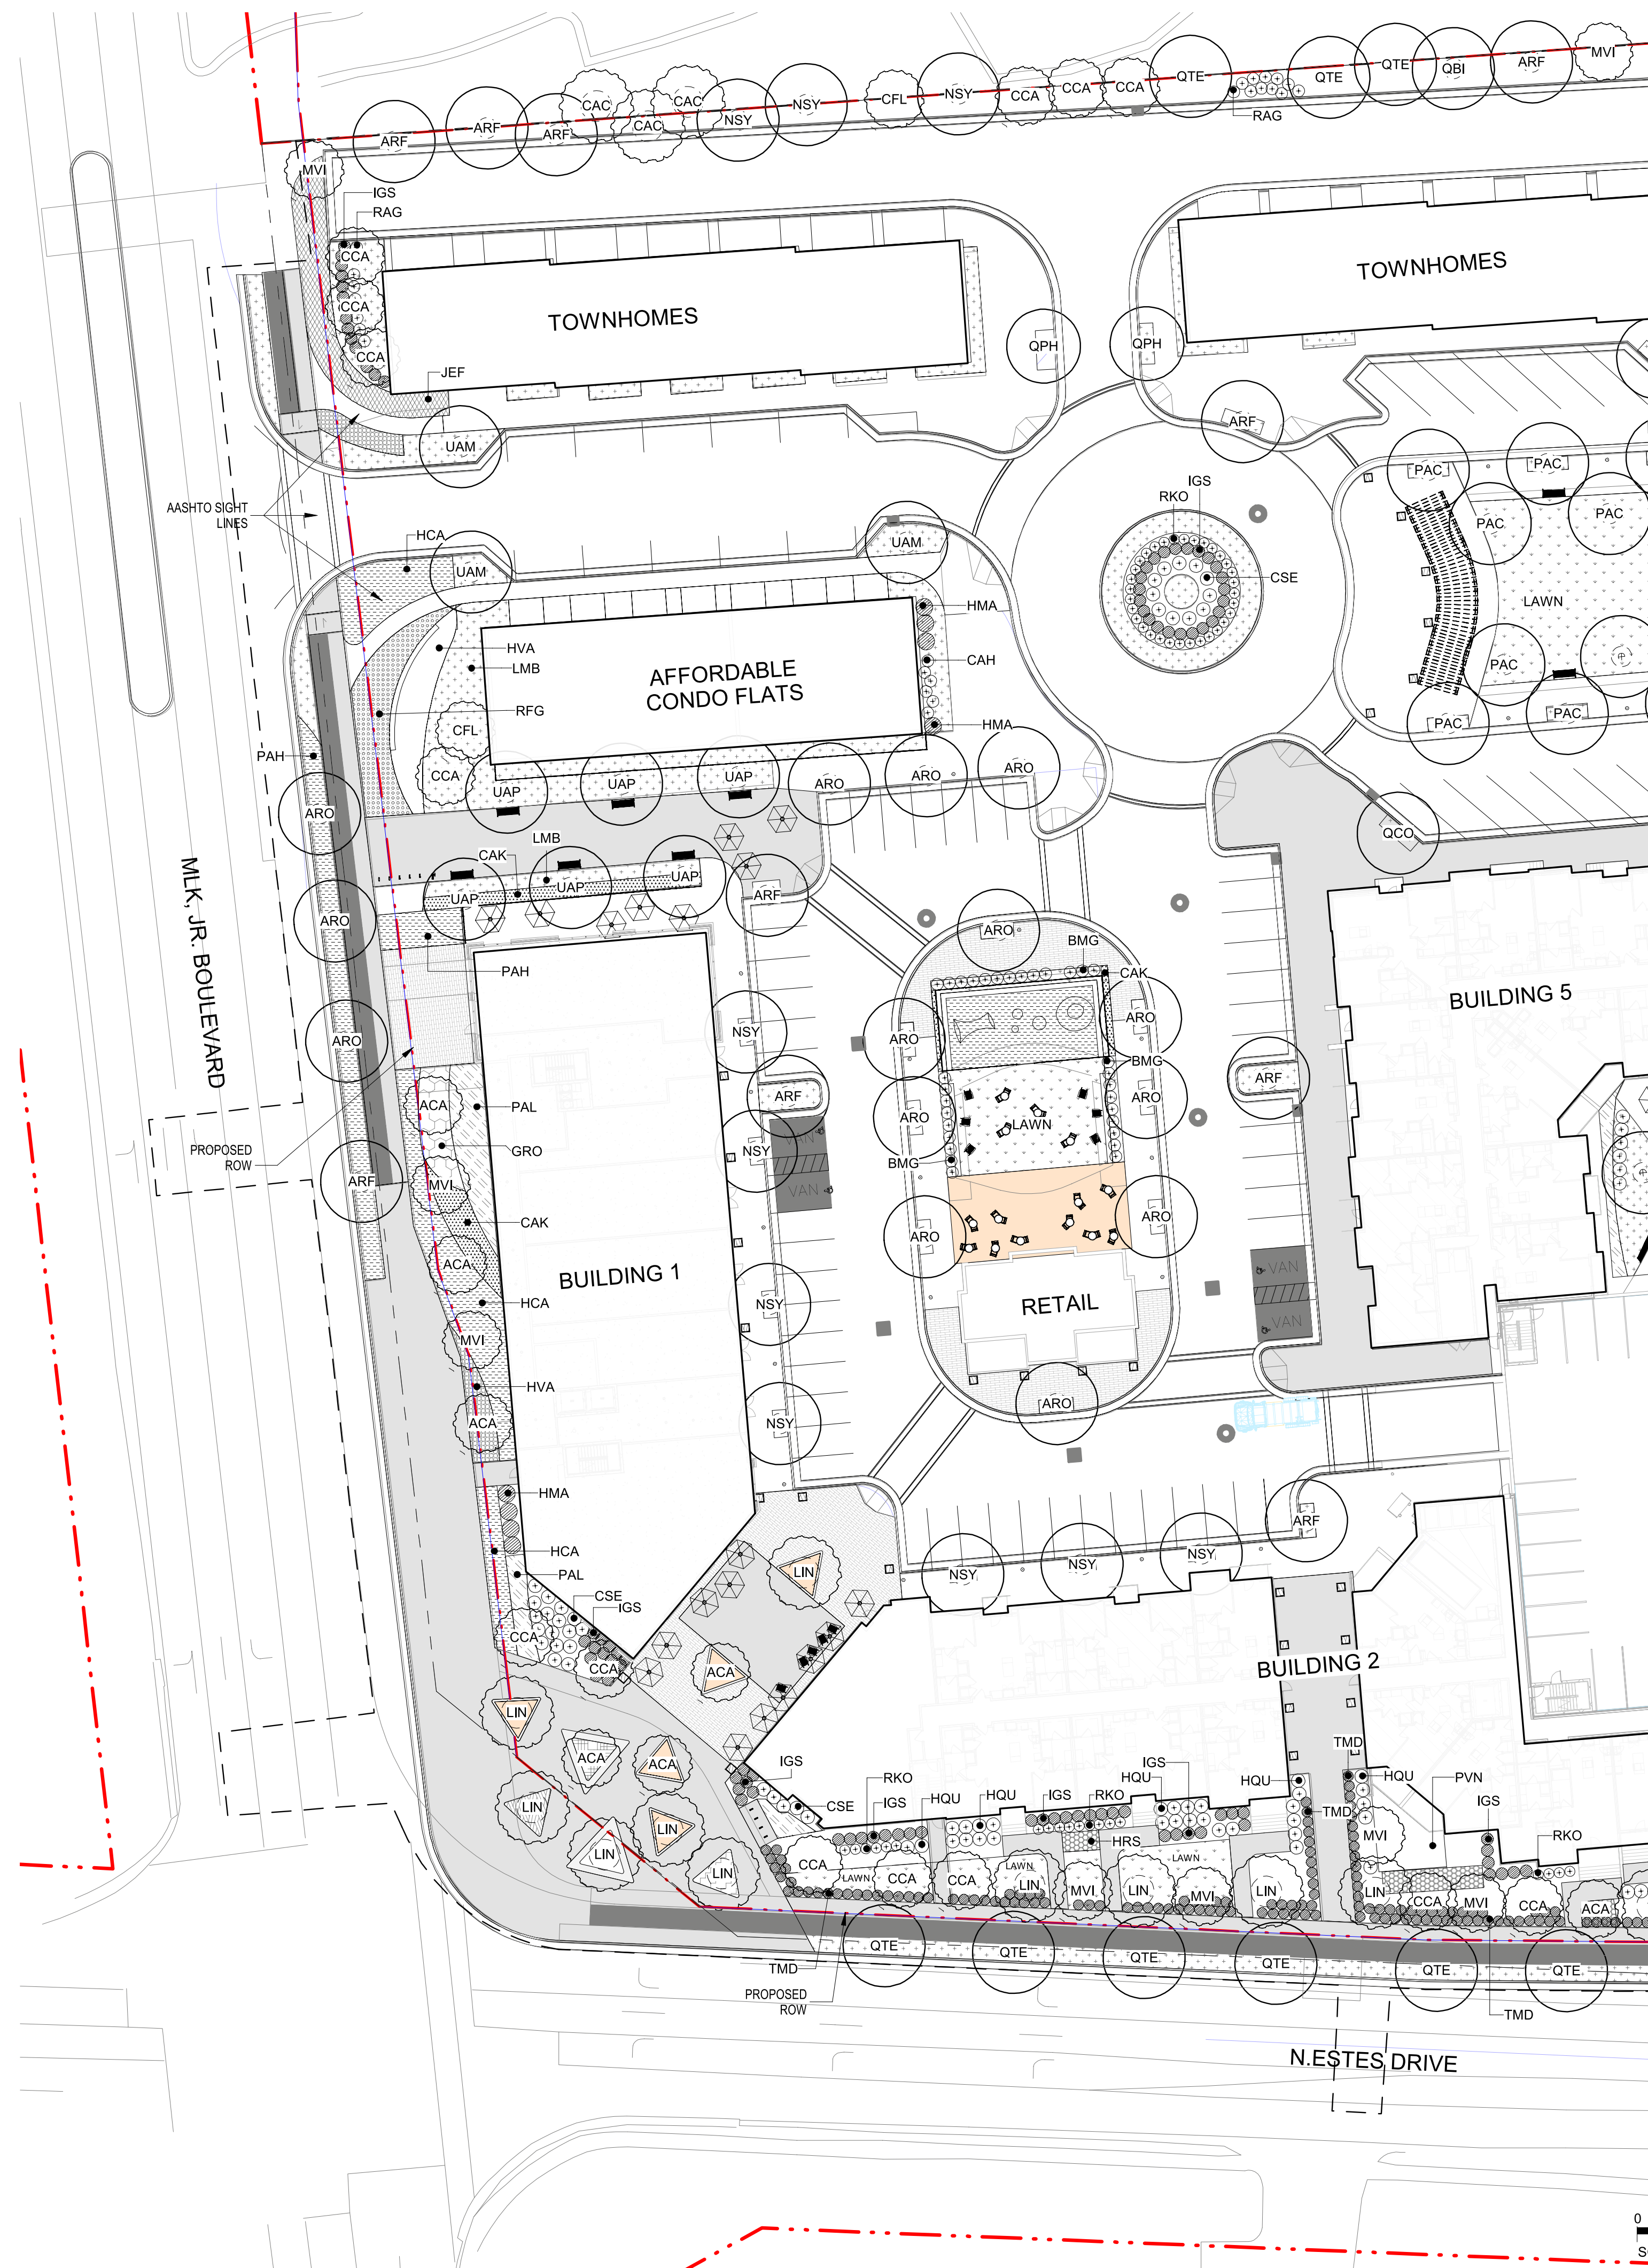 MVI
ARF
QBI
QTE
QTE
QTE
CCA
CCA
CCA
NSY
CFL
NSY
NSY
CAC
CAC
CAC
ARF
ARF
ARF
RAG
MVI
IGS
RAG
CCA
CCA
CCA
TOWNHOMES
TOWNHOMES
QPH
QPH
JEF
ARF
UAM
PAC
PAC
PAC
PAC
AASHTO SIGHT
LINES
IGS
RKO
HCA
UAM
UAM
CSE
LAWN
HMA
HVA
LMB
CAH
AFFORDABLE
CONDO FLATS
PAC
RFG
HMA
PAC
PAC
CFL
PAH
CCA
UAP
UAP
UAP
ARO
ARO
ARO
ARO
QCO
LMB
CAK
UAP
UAP
UAP
ARF
MLK, JR. BOULEVARD
ARO
ARO
BMG
PAH
CAK
BUILDING 5
ARO
NSY
ARO
ARO
BMG
ARF
ARF
ACA
PAL
ARO
ARO
LAWN
PROPOSED
ROW
GRO
NSY
VAN
VAN
BMG
ARF
MVI
CAK
ARO
ARO
ACA
VAN
VAN
BUILDING 1
HCA
NSY
RETAIL
MVI
HVA
ARO
ACA
NSY
HMA
ARF
HCA
NSY
NSY
NSY
PAL
LIN
CSE
IGS
CCA
CCA
ACA
BUILDING 2
LIN
TMD
ACA
ACA
IGS
IGS
RKO
HQU
HQU
HQU
PVN
IGS
HQU
IGS
RKO
IGS
LIN
CSE
TMD
LIN
HRS
MVI
RKO
LIN
CCA
LAWN
LAWN
LIN
LAWN
CCA
CCA
LIN
MVI
LIN
MVI
LIN
LIN
CCA
MVI
CCA
ACA
QTE
QTE
QTE
QTE
QTE
QTE
TMD
PROPOSED
ROW
TMD
N.ESTES DRIVE
0